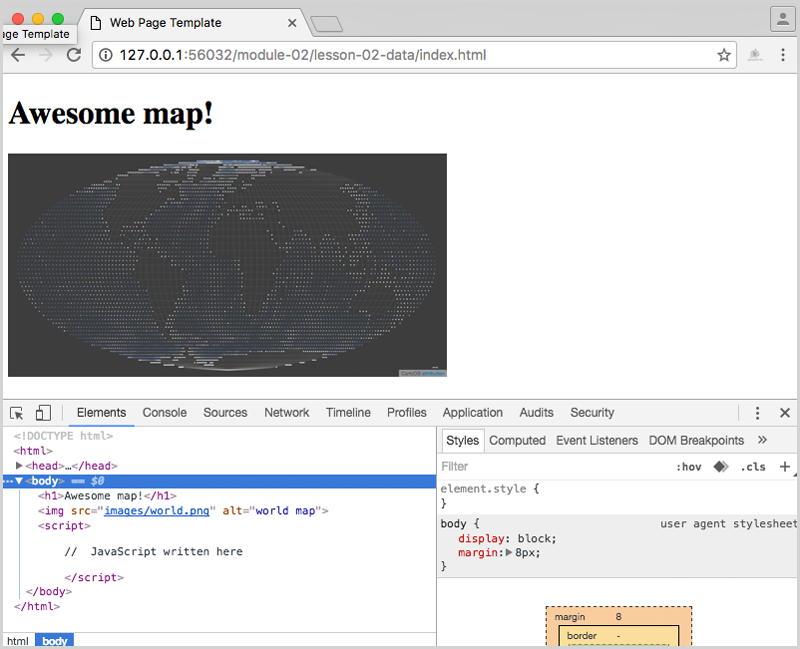 Web Page Template
age Template
127.0.0.1:56032/module-02/lesson-02-data/index.html
Awesome map!
CartoDB attribution
Elements Console Sources Network Timeline Profiles Application Audits Security
<!DOCTYPE html>
<html>
<head>…</head>
<body> == $0
<h1>Awesome map!</h1>
<img src="images/world.png" alt="world map">
<script>
// JavaScript written here
</script>
</body>
</html>
html body
Styles Computed Event Listeners DOM Breakpoints »
Filter :hov .cls +
element.style {
}
body { user agent stylesheet
display: block;
margin: 8px;
}
margin 8
border -